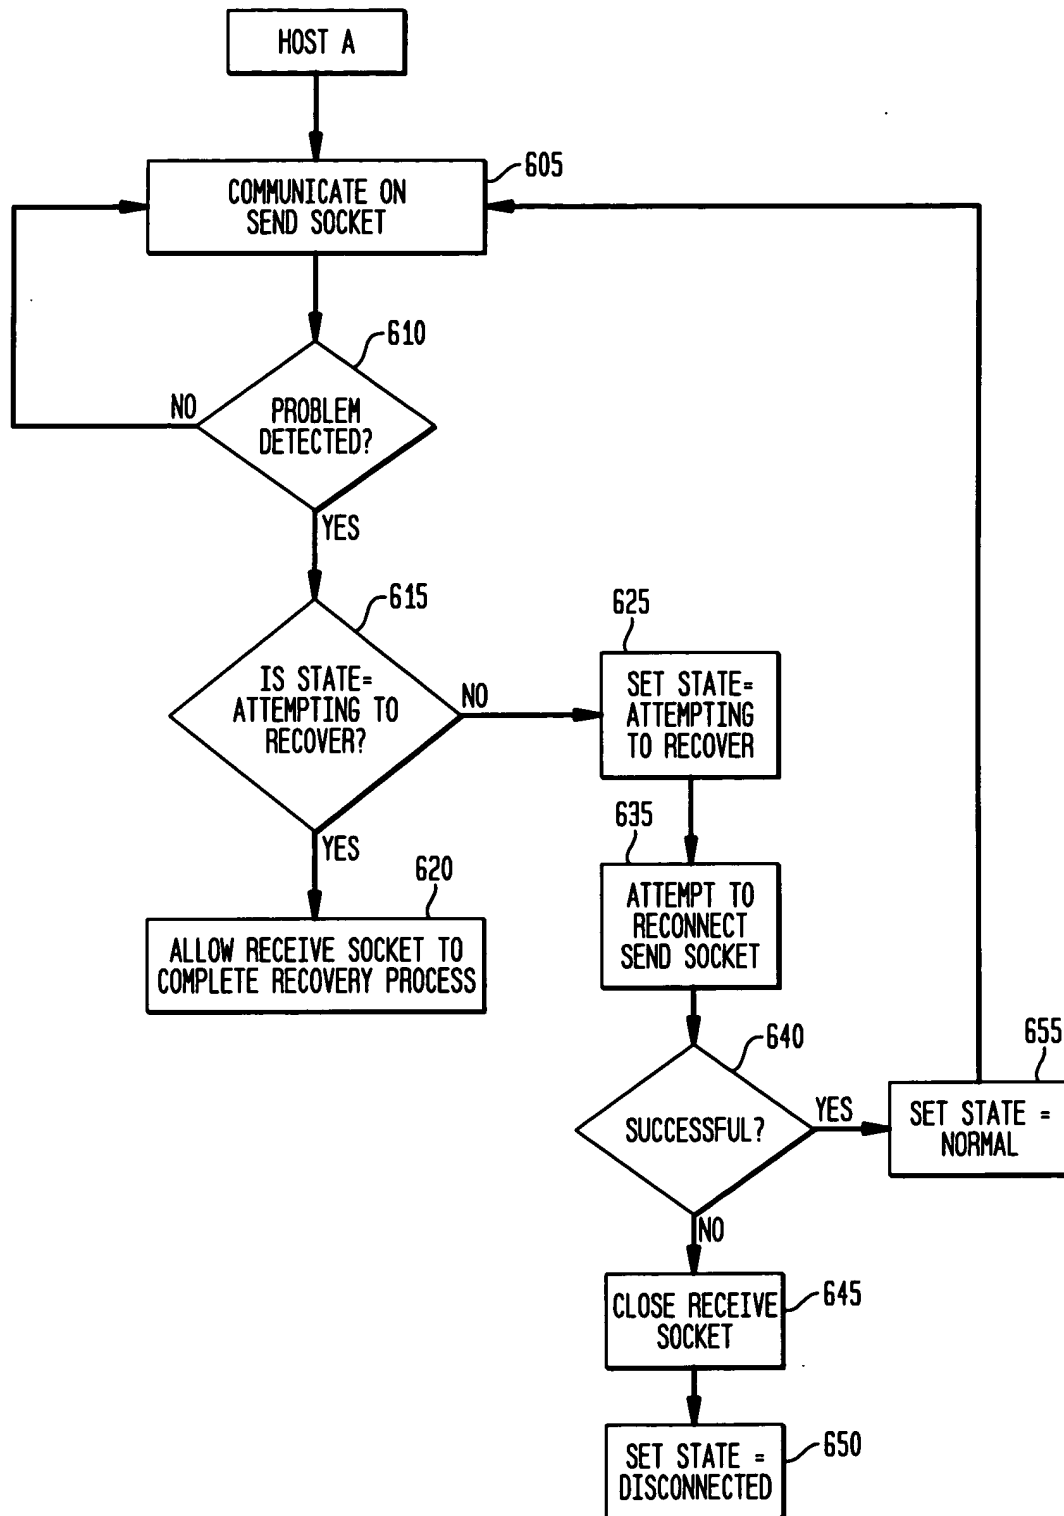 HOST A
605
COMMUNICATE ON
SEND SOCKET
610
PROBLEM
DETECTED?
NO
YES
615
IS STATE=
ATTEMPTING TO
RECOVER?
NO
YES
625
SET STATE=
ATTEMPTING
TO RECOVER
635
ATTEMPT TO
RECONNECT
SEND SOCKET
620
ALLOW RECEIVE SOCKET TO
COMPLETE RECOVERY PROCESS
640
SUCCESSFUL?
YES
NO
655
SET STATE =
NORMAL
645
CLOSE RECEIVE
SOCKET
650
SET STATE =
DISCONNECTED